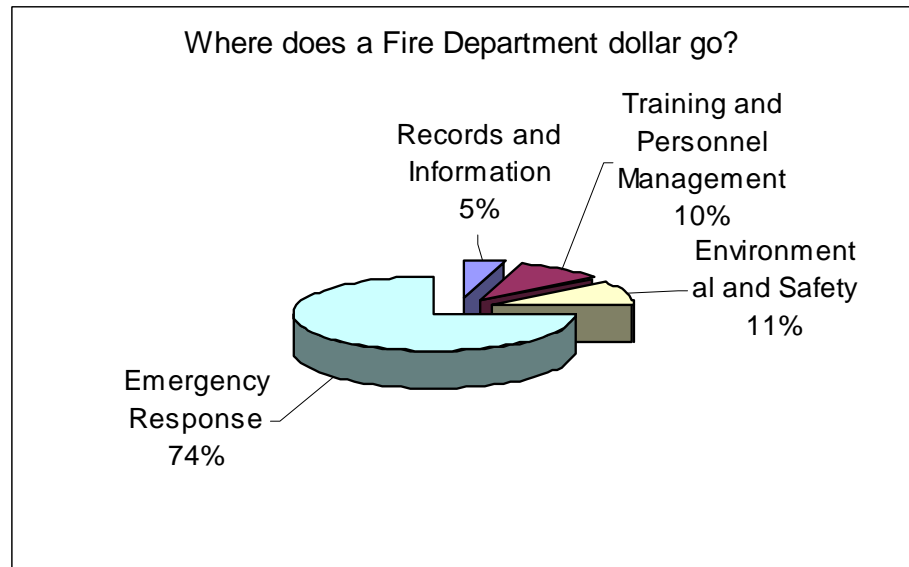 Where does a Fire Department dollar go?
Records and
Information
5%
Training and
Personnel
Management
10%
Environment
al and Safety
11%
Emergency
Response
74%